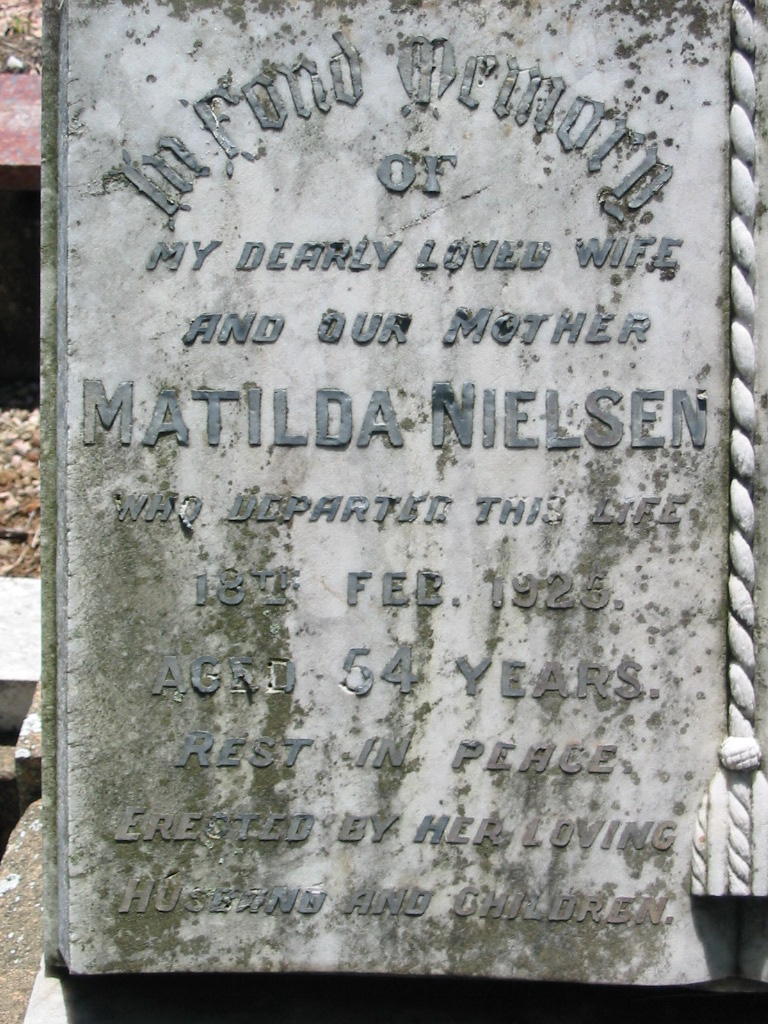 In Fond Memory
OF
MY DEARLY LOVED WIFE
AND OUR MOTHER
MATILDA NIELSEN
WHO DEPARTED THIS LIFE
18TH FEB. 1925.
AGED 54 YEARS.
REST IN PEACE.
ERECTED BY HER LOVING
HUSBAND AND CHILDREN.